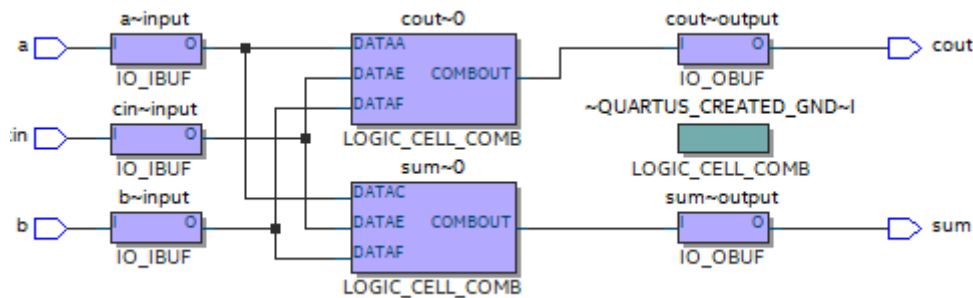 a~input cout~0 cout~output
a I O DATAA I O cout
IO_IBUF DATAE COMBOUT IO_OBUF
cin~input DATAF ~QUARTUS_CREATED_GND~I
:in I O LOGIC_CELL_COMB
IO_IBUF sum~0 LOGIC_CELL_COMB
b~input DATAC sum~output
b I O DATAE COMBOUT I O sum
IO_IBUF DATAF IO_OBUF
LOGIC_CELL_COMB